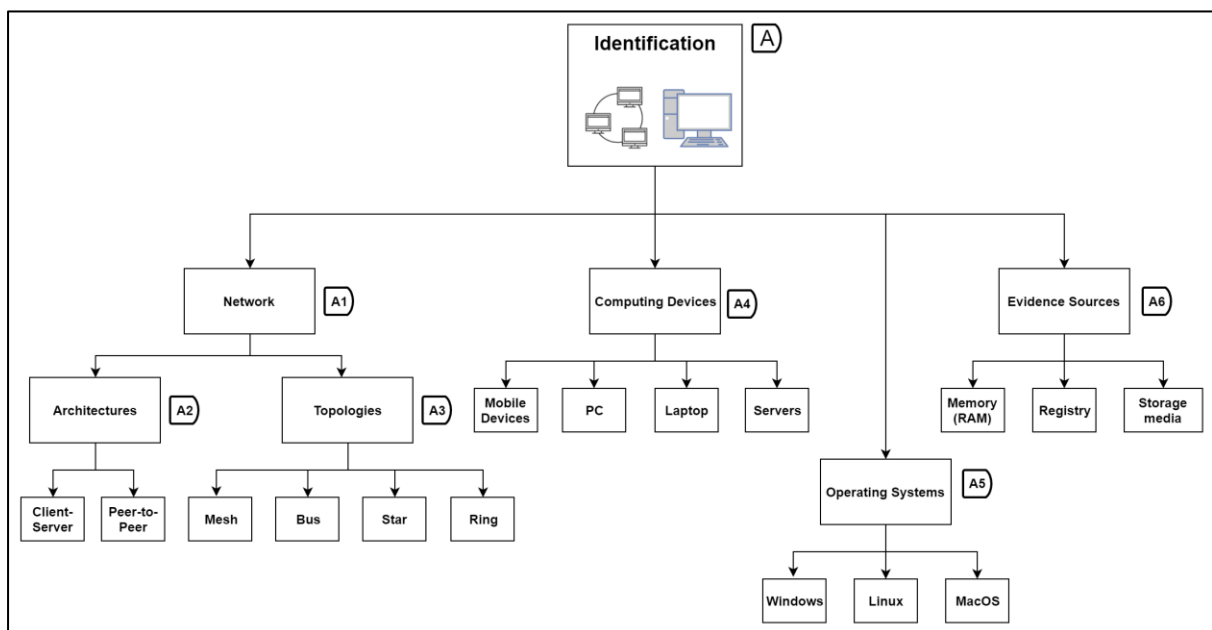 Identification
A
Network
A1
Computing Devices
A4
Evidence Sources
A6
Architectures
A2
Topologies
A3
Mobile
Devices
PC
Laptop
Servers
Memory
(RAM)
Registry
Storage
media
Operating Systems
A5
Client-
Server
Peer-to-
Peer
Mesh
Bus
Star
Ring
Windows
Linux
MacOS